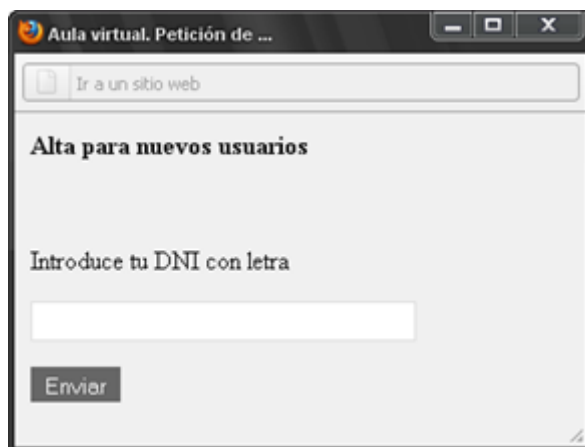 Aula virtual. Petición de ...
Ir a un sitio web
Alta para nuevos usuarios
Introduce tu DNI con letra
Enviar